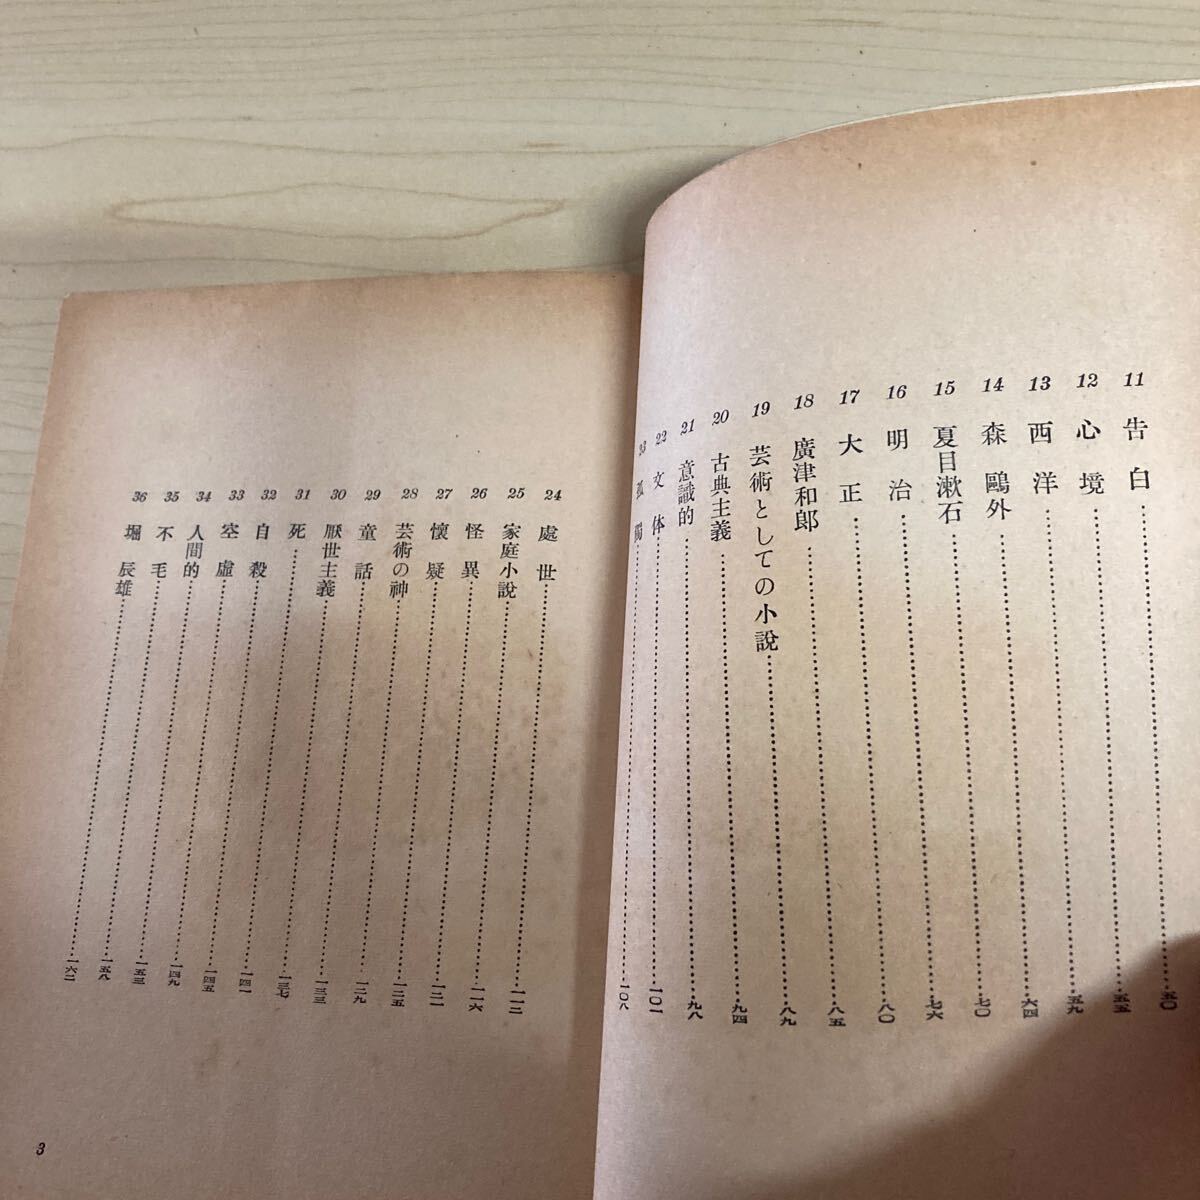 11 告白 五〇
12 心境 五五
13 西洋 五九
14 森鷗外 六四
15 夏目漱石 七〇
16 明治 七六
17 大正 八〇
18 廣津和郎 八五
19 芸術としての小説 八九
20 古典主義 九四
21 意識的 九八
22 文体 一〇一
23 孤獨 一〇八
24 處世 一一二
25 家庭小説 一一六
26 怪異 一二一
27 懐疑 一二五
28 芸術の神 一二九
29 童話 一三三
30 厭世主義 一三七
31 死 一四一
32 自殺 一四五
33 空虛 一四九
34 人間的 一五三
35 不毛 一五八
36 堀辰雄 一六二
3